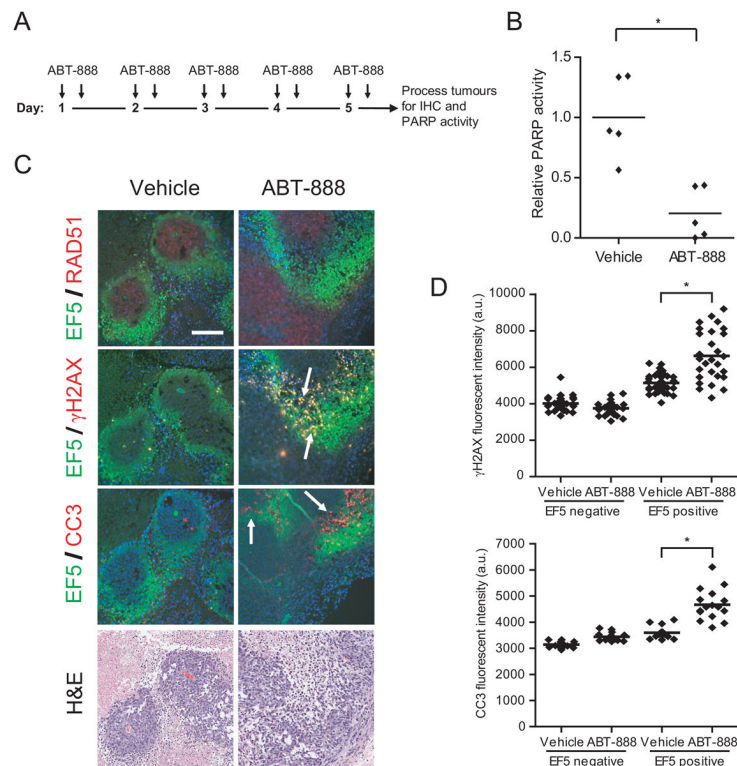 A
ABT-888 ABT-888 ABT-888 ABT-888 ABT-888
Day: 1 2 3 4 5
Process tumours
for IHC and
PARP activity
B
*
Relative PARP activity
1.5
1.0
0.5
0.0
Vehicle ABT-888
C
Vehicle ABT-888
EF5 / RAD51
EF5 / γH2AX
EF5 / CC3
H&E
D
*
γH2AX fluorescent intensity (a.u.)
10000
8000
6000
4000
2000
0
Vehicle ABT-888 Vehicle ABT-888
EF5 negative EF5 positive
*
CC3 fluorescent intensity (a.u.)
7000
6000
5000
4000
3000
2000
1000
0
Vehicle ABT-888 Vehicle ABT-888
EF5 negative EF5 positive